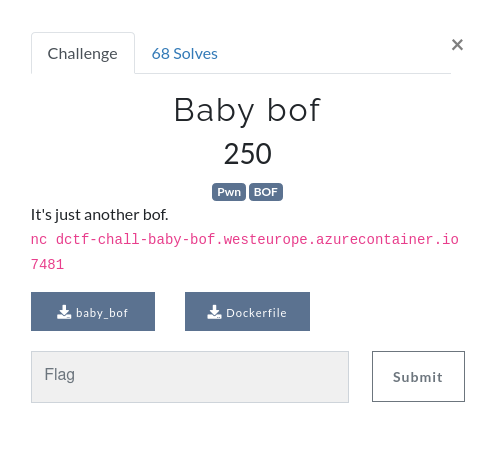 Challenge
68 Solves
×
Baby bof
250
Pwn BOF
It's just another bof.
nc dctf-chall-baby-bof.westeurope.azurecontainer.io
7481
baby_bof
Dockerfile
Flag
Submit